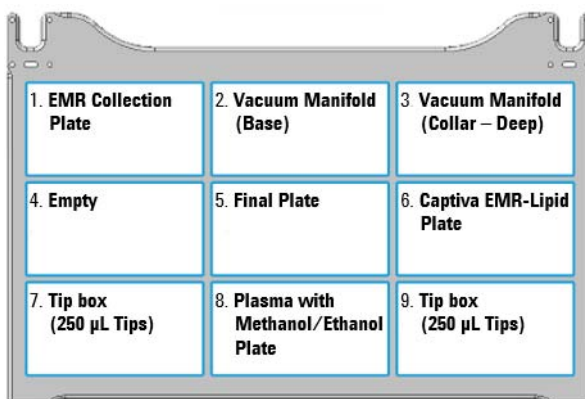 1. EMR Collection
Plate
2. Vacuum Manifold
(Base)
3. Vacuum Manifold
(Collar – Deep)
4. Empty
5. Final Plate
6. Captiva EMR-Lipid
Plate
7. Tip box
(250 µL Tips)
8. Plasma with
Methanol/Ethanol
Plate
9. Tip box
(250 µL Tips)